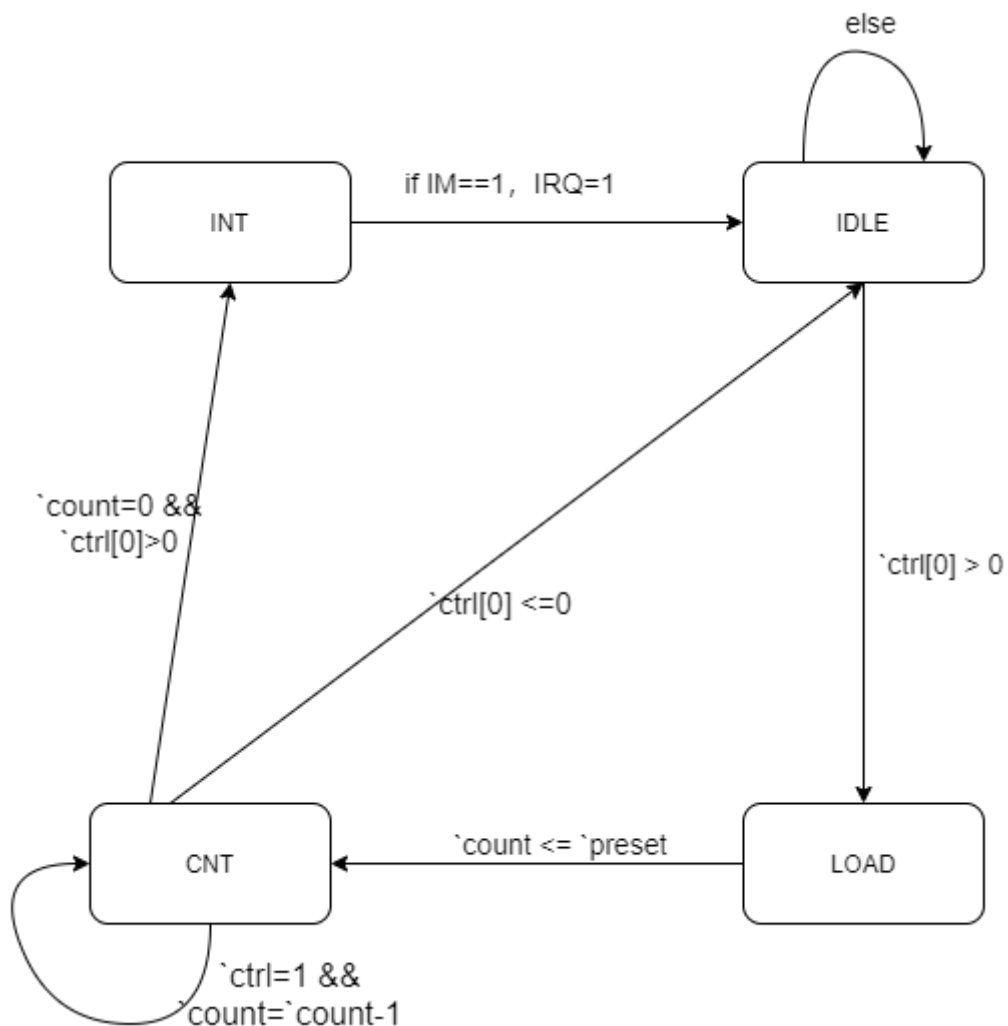 else
if IM==1，IRQ=1
INT
IDLE
`count=0 &&
`ctrl[0]>0
`ctrl[0] > 0
`ctrl[0] <=0
`count <= `preset
CNT
LOAD
`ctrl=1 &&
`count=`count-1